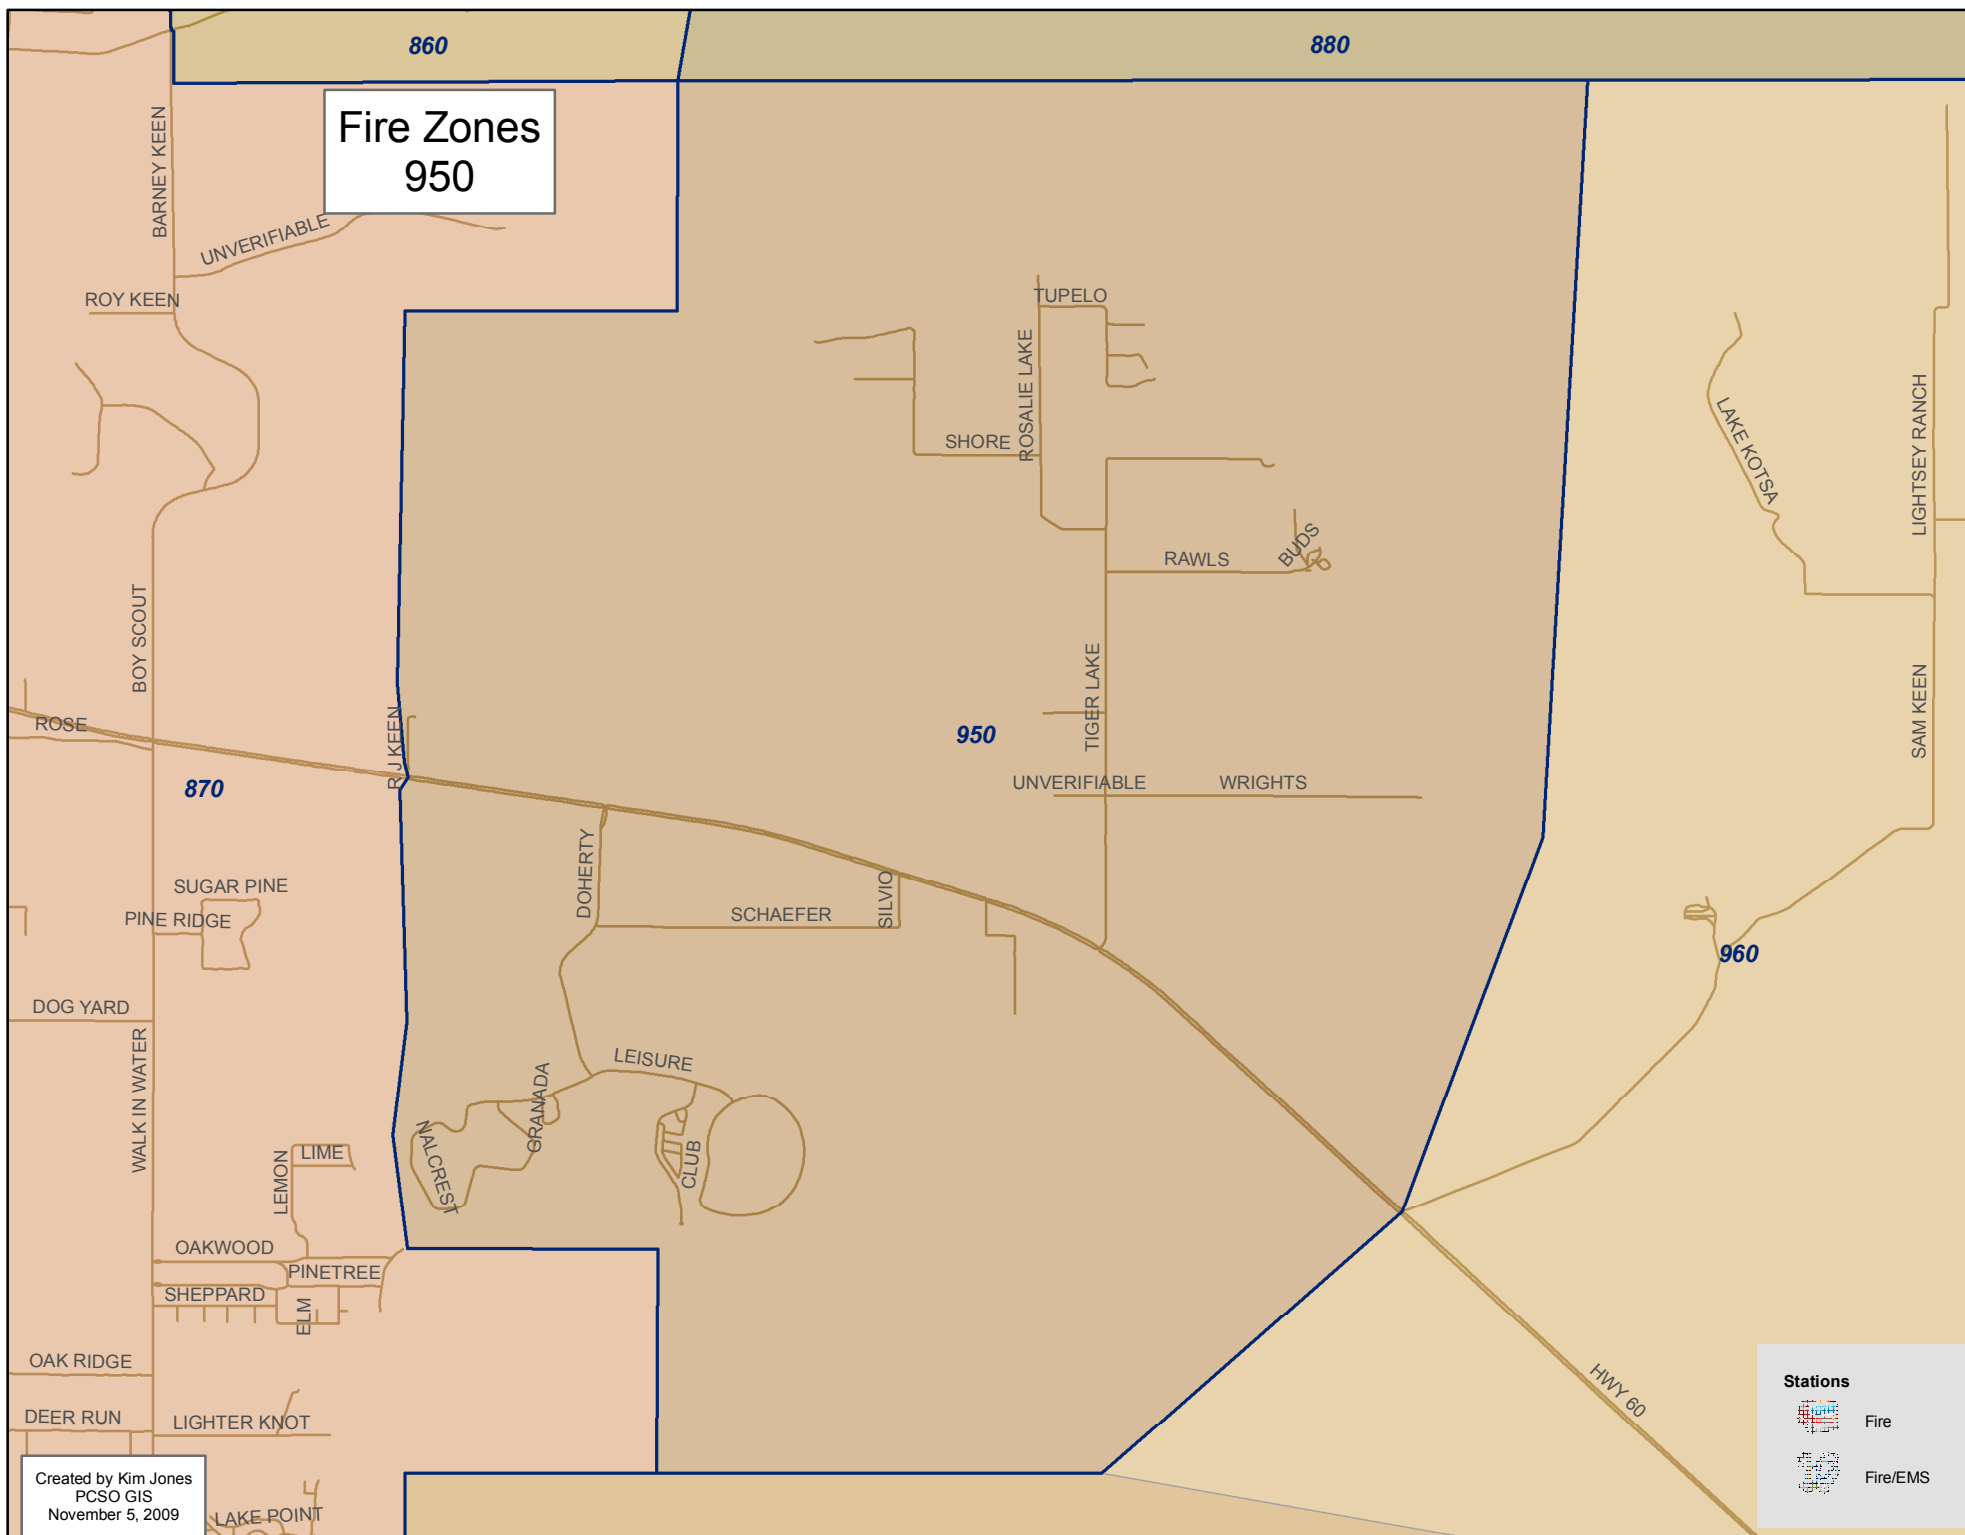 860
880
Fire Zones
950
BARNEY KEEN
UNVERIFIABLE
ROY KEEN
TUPELO
ROSALIE LAKE
SHORE
LAKE KOTSA
LIGHTSEY RANCH
RAWLS
BUDS
BOY SCOUT
TIGER LAKE
SAM KEEN
ROSE
R J KEEN
950
870
UNVERIFIABLE
WRIGHTS
DOHERTY
SILVIO
SCHAEFER
SUGAR PINE
PINE RIDGE
960
DOG YARD
WALK IN WATER
LEISURE
GRANADA
NALCREST
CLUB
LIME
LEMON
OAKWOOD
PINETREE
SHEPPARD
ELM
OAK RIDGE
HWY 60
DEER RUN
LIGHTER KNOT
LAKE POINT
Created by Kim Jones
PCSO GIS
November 5, 2009
Stations
Fire
Fire/EMS